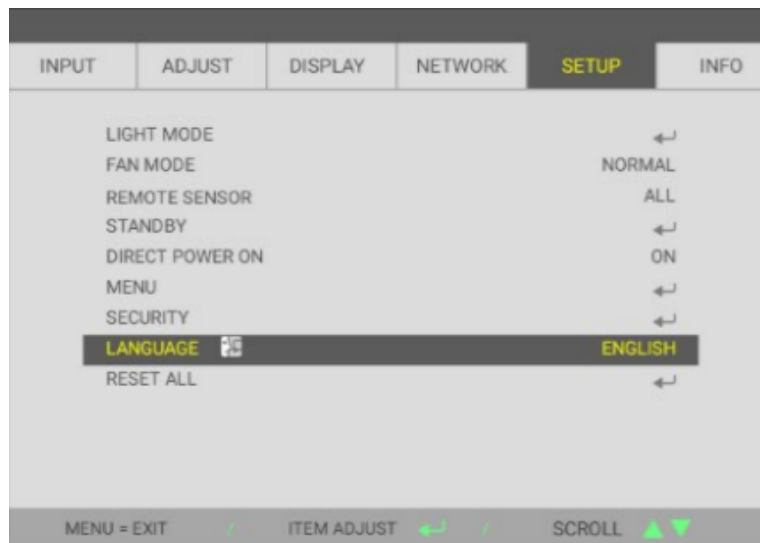 INPUT ADJUST DISPLAY NETWORK SETUP INFO
LIGHT MODE
FAN MODE NORMAL
REMOTE SENSOR ALL
STANDBY
DIRECT POWER ON ON
MENU
SECURITY
LANGUAGE ENGLISH
RESET ALL
MENU = EXIT / ITEM ADJUST / SCROLL